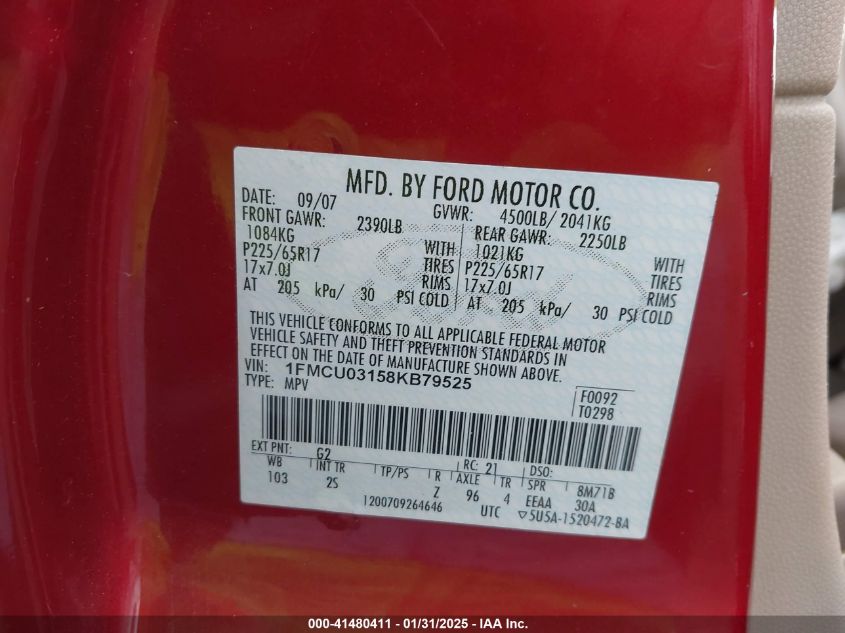 MFD. BY FORD MOTOR CO.
DATE: 09/07 GVWR: 4500LB/ 2041KG
FRONT GAWR: 2390LB REAR GAWR: 2250LB
1084KG WITH 1021KG WITH
P225/65R17 TIRES P225/65R17 TIRES
17x7.0J RIMS 17x7.0J RIMS
AT 205 kPa/ 30 PSI COLD AT 205 kPa/ 30 PSI COLD
THIS VEHICLE CONFORMS TO ALL APPLICABLE FEDERAL MOTOR
VEHICLE SAFETY AND THEFT PREVENTION STANDARDS IN
EFFECT ON THE DATE OF MANUFACTURE SHOWN ABOVE.
VIN: 1FMCU03158KB79525
TYPE: MPV
F0092
T0298
EXT PNT: G2 RC: 21 DSO:
WB INT TR TP/PS R AXLE TR SPR 8M71B
103 2S Z 96 4 EEAA 30A
1200709264646 UTC ▽5U5A-1520472-BA
000-41480411 - 01/31/2025 - IAA Inc.